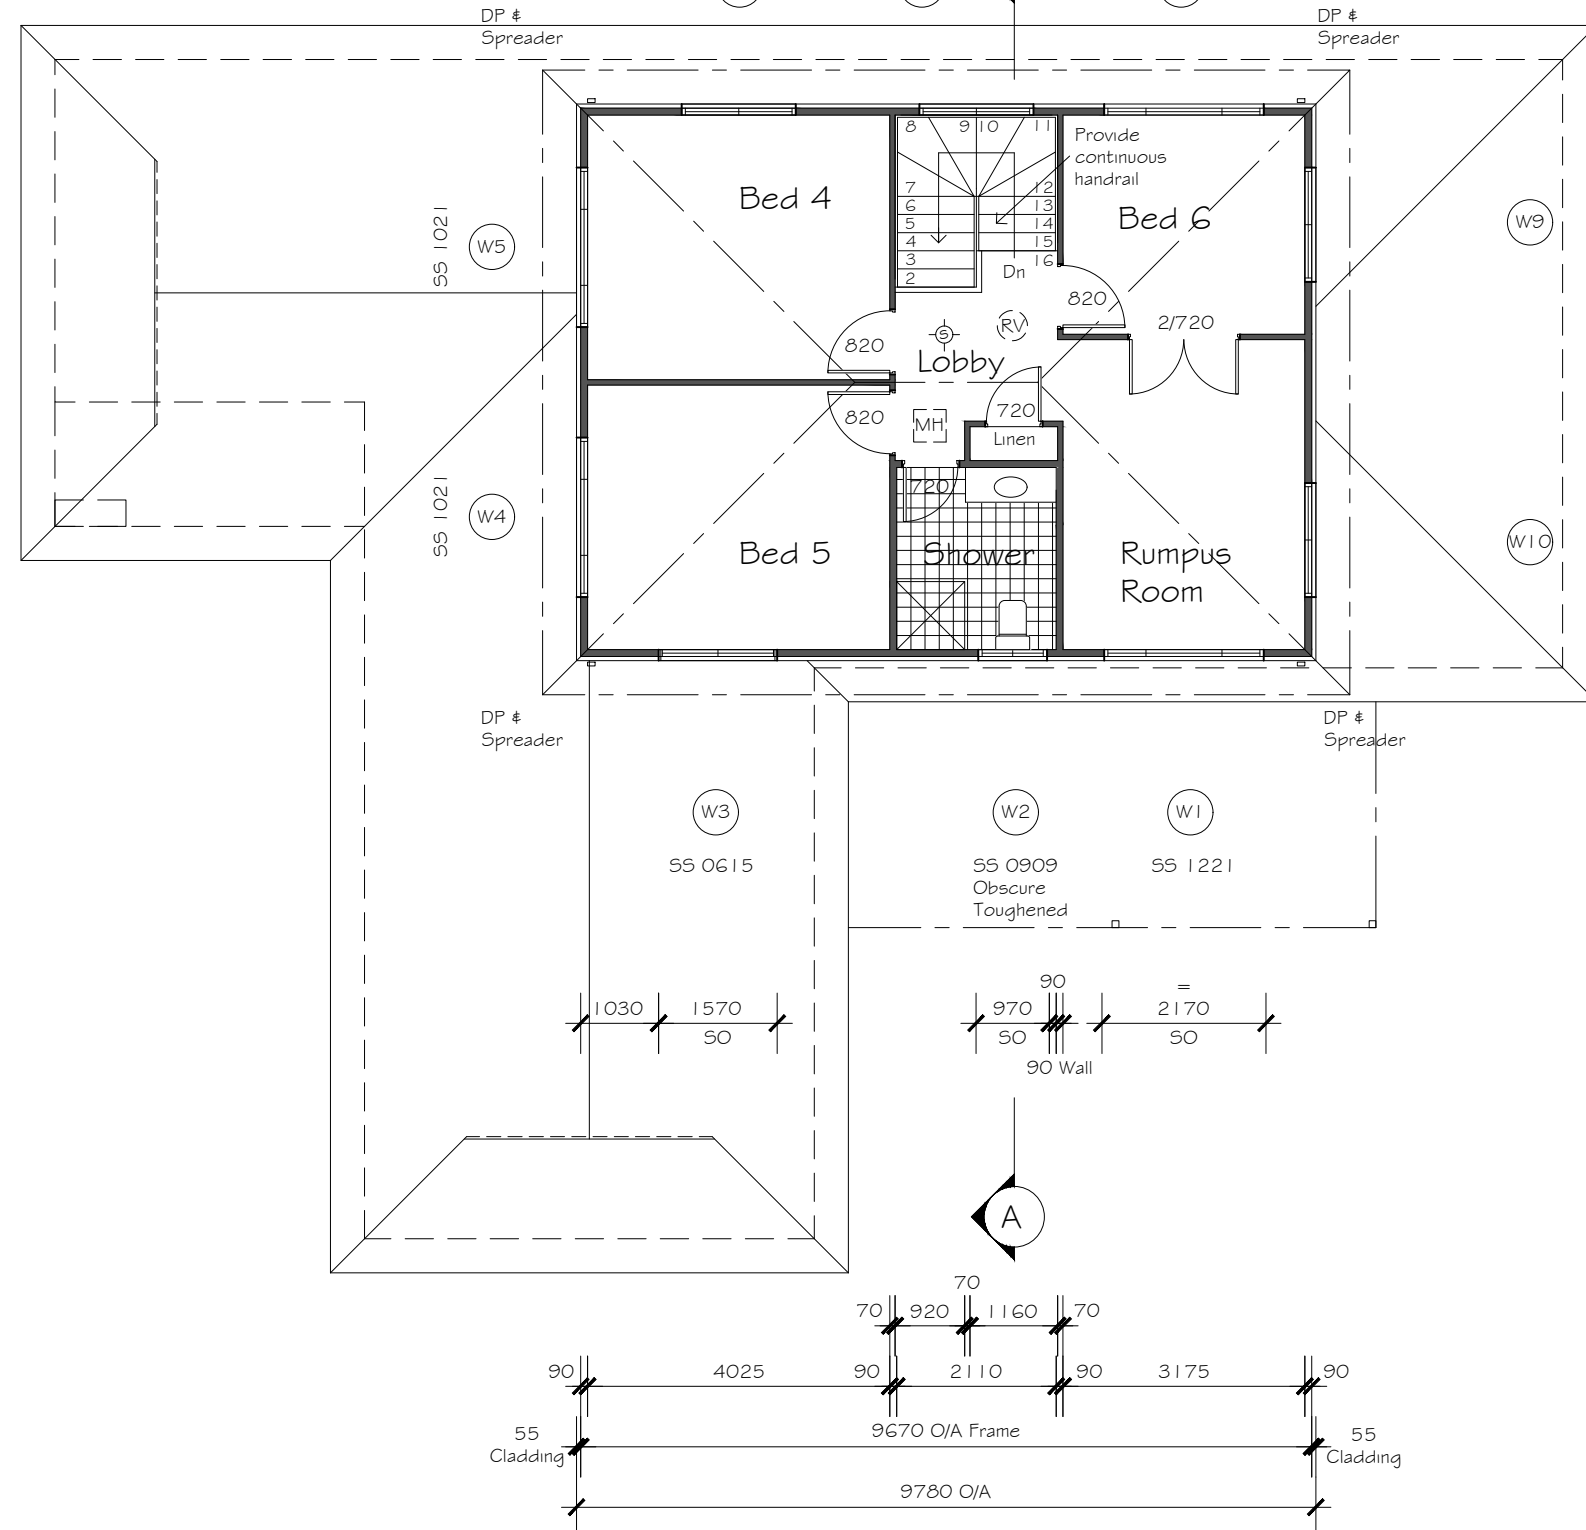 DP &
Spreader
DP &
Spreader
8
9
10
11
Provide
continuous
handrail
Bed 4
7
6
5
4
3
2
12
13
14
15
16
Dn
Bed 6
SS 1021
W5
W9
820
2/720
820
S
RV
Lobby
820
MH
720
Linen
SS 1021
W4
720
W10
Bed 5
Shower
Rumpus
Room
DP &
Spreader
DP &
Spreader
W3
W2
W1
SS 0615
SS 0909
Obscure
Toughened
SS 1221
90
=
1030
1570
SO
970
SO
2170
SO
90 Wall
A
70
70
920
1160
70
90
4025
90
2110
90
3175
90
55
Cladding
9670 O/A Frame
55
Cladding
9780 O/A